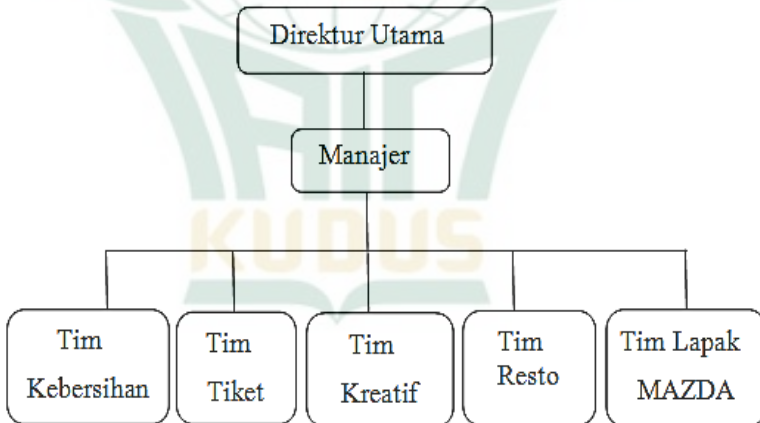 Direktur Utama
Manajer
KUDUS
Tim
Kebersihan
Tim
Tiket
Tim
Kreatif
Tim
Resto
Tim Lapak
MAZDA